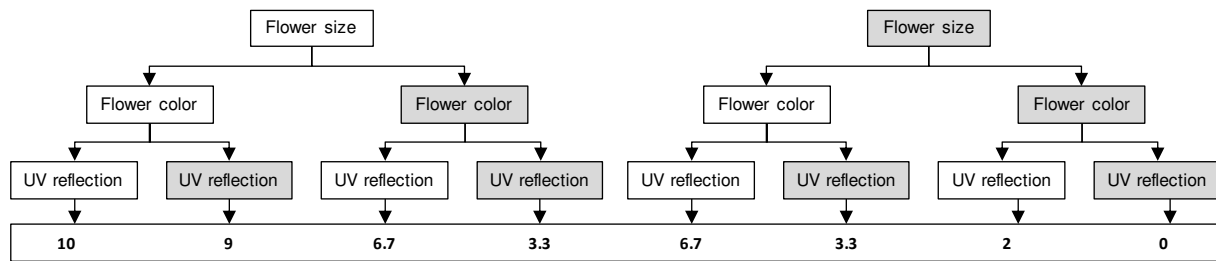 Flower size Flower size
Flower color Flower color Flower color Flower color
UV reflection UV reflection UV reflection UV reflection UV reflection UV reflection UV reflection UV reflection
10 9 6.7 3.3 6.7 3.3 2 0